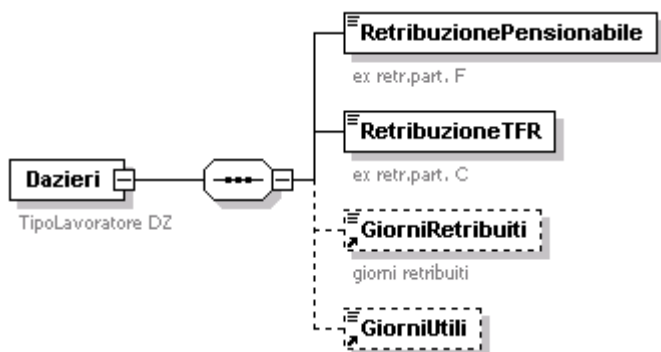 RetribuzionePensionabile
ex retr.part. F
RetribuzioneTFR
ex retr.part. C
Dazieri
TipoLavoratore DZ
GiorniRetribuiti
giorni retribuiti
GiorniUtili